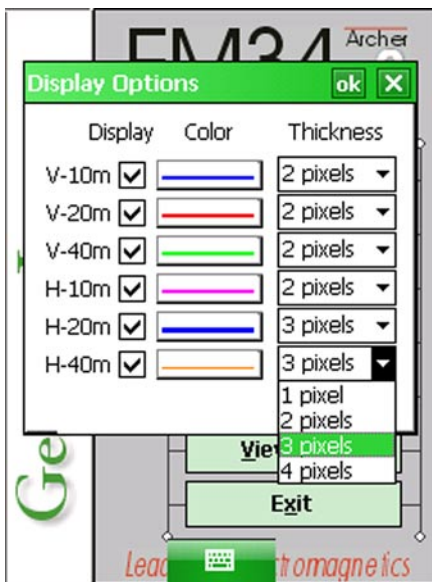 EM34
Archer
Display Options ok
Display Color Thickness
V-10m 2 pixels
V-20m 2 pixels
V-40m 2 pixels
H-10m 2 pixels
H-20m 3 pixels
H-40m 3 pixels
1 pixel
2 pixels
3 pixels
4 pixels
Exit